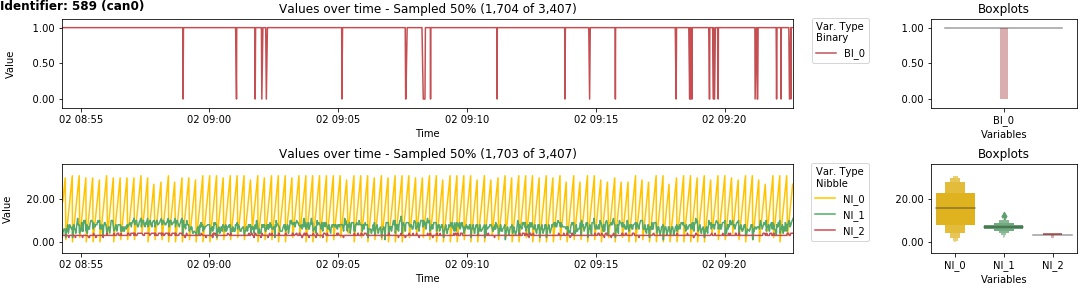 Identifier: 589 (can0)
Values over time - Sampled 50% (1,704 of 3,407)
Boxplots
Value
1.00
0.50
0.00
02 08:55
02 09:00
02 09:05
02 09:10
02 09:15
02 09:20
Time
Var. Type
Binary
BI_0
1.00
0.50
0.00
BI_0
Variables
Values over time - Sampled 50% (1,703 of 3,407)
Boxplots
Value
20.00
0.00
02 08:55
02 09:00
02 09:05
02 09:10
02 09:15
02 09:20
Time
Var. Type
Nibble
NI_0
NI_1
NI_2
20.00
0.00
NI_0
NI_1
NI_2
Variables